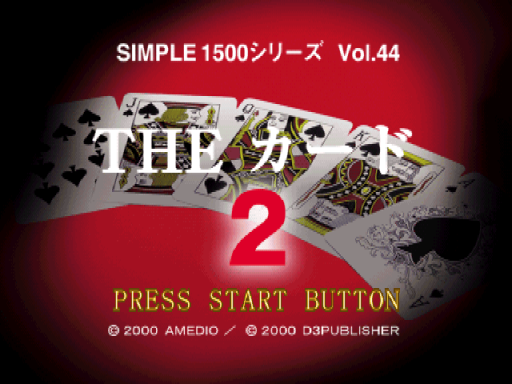 SIMPLE 1500シリーズ Vol.44
J Q K
THE カード
2
PRESS START BUTTON
© 2000 AMEDIO / © 2000 D3PUBLISHER